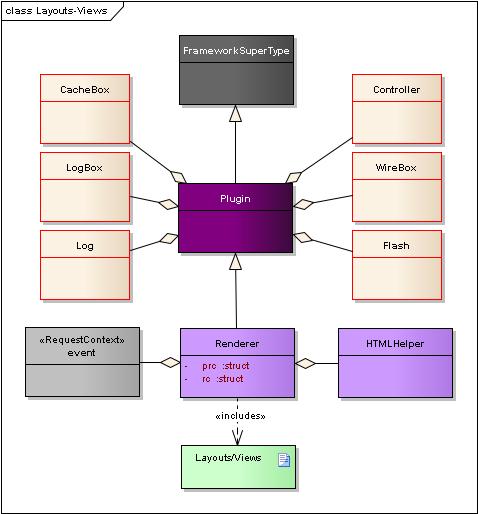 class Layouts-Views
FrameworkSuperType
CacheBox
Controller
LogBox
WireBox
Plugin
Log
Flash
«RequestContext»
event
Renderer
- prc :struct
- rc :struct
HTMLHelper
«includes»
Layouts/Views